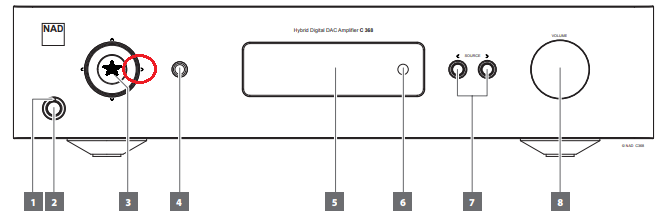 NAD
Hybrid Digital DAC Amplifier C 368
SOURCE
VOLUME
© NAD C368
1 2 3 4 5 6 7 8